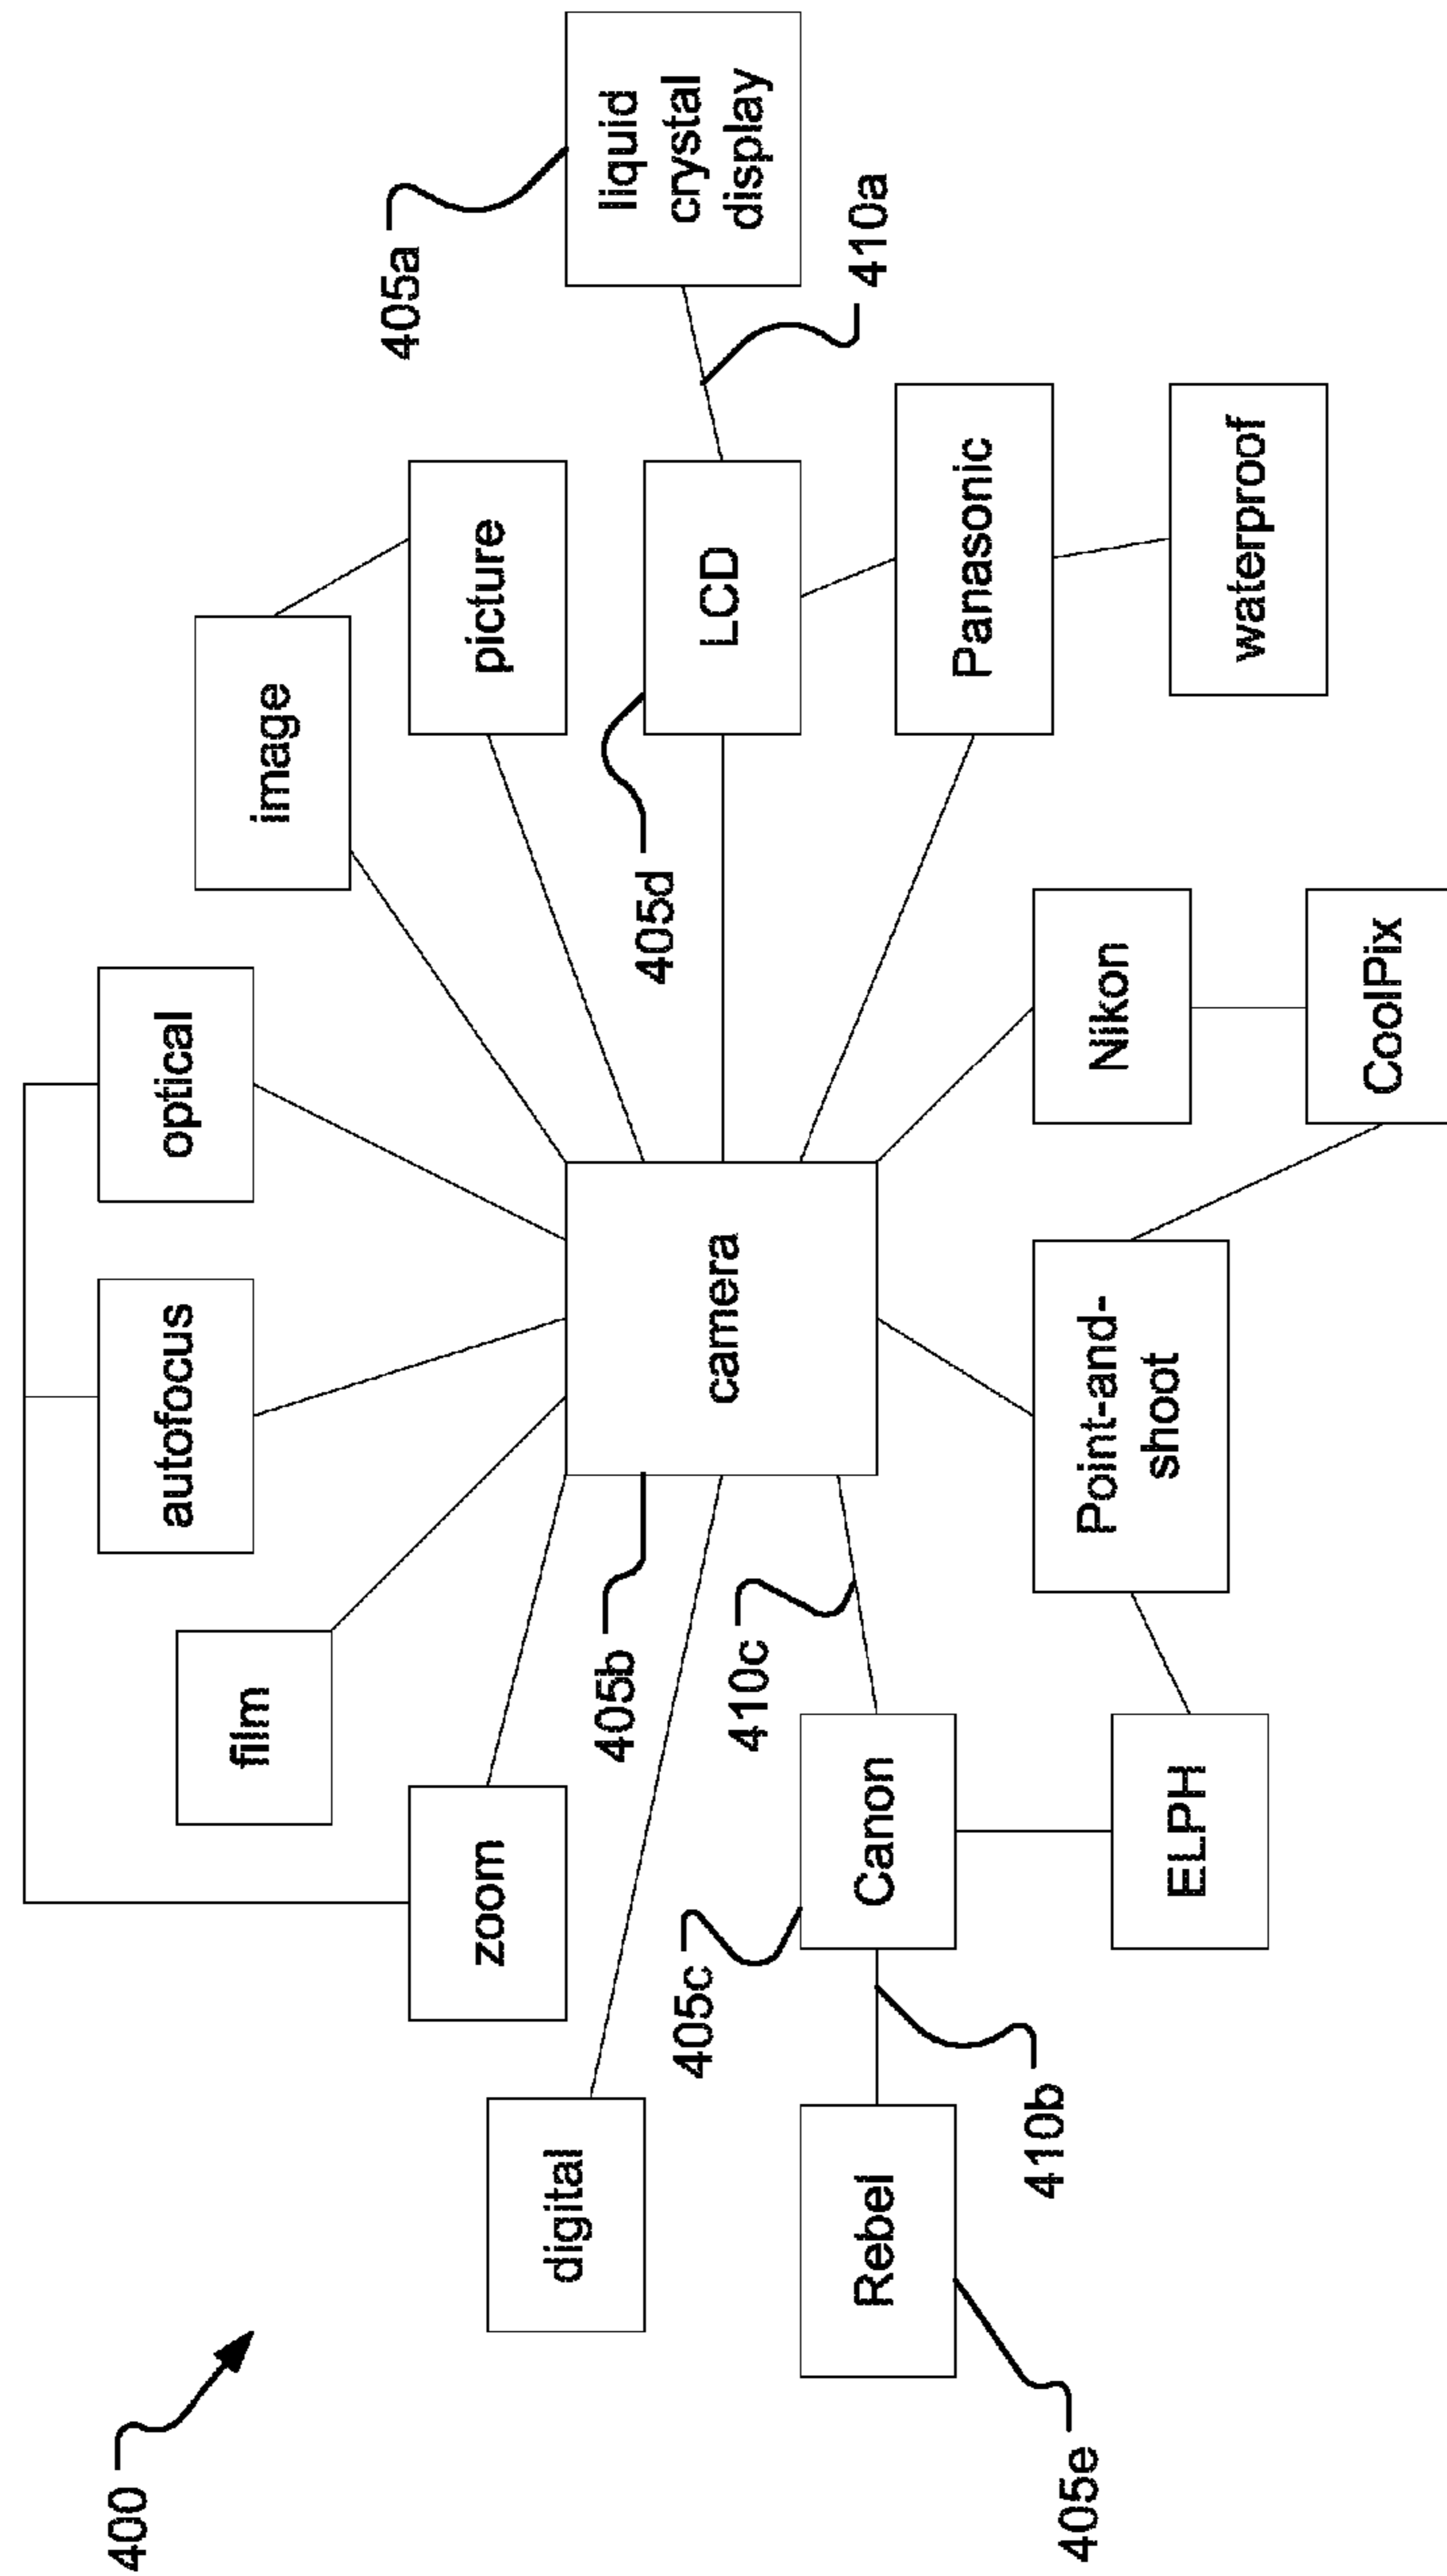 400
optical
autofocus
image
film
picture
zoom
405a
liquid
crystal
display
digital
405d
LCD
410a
405b
camera
410c
405c
Canon
Panasonic
Rebel
410b
Nikon
Point-and-
shoot
waterproof
405e
ELPH
CoolPix